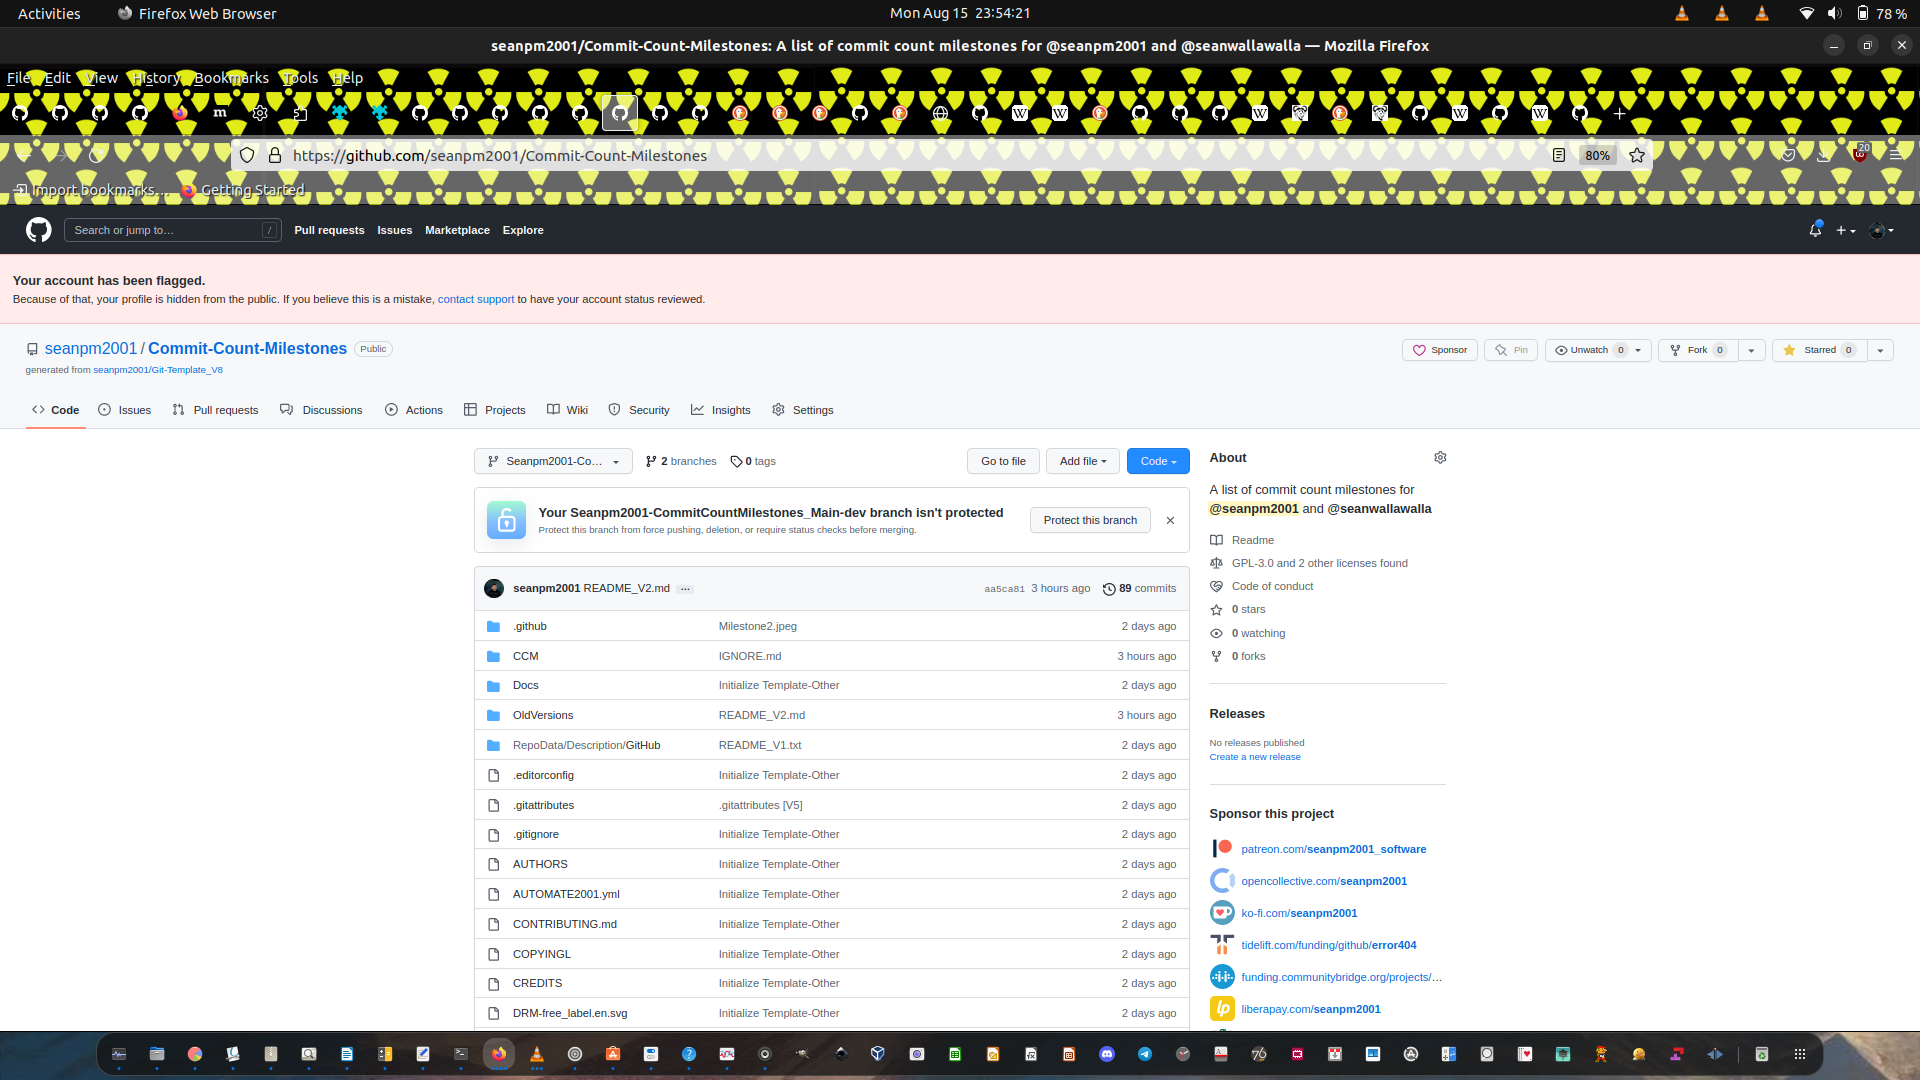 Activities
Firefox Web Browser
Mon Aug 15 23:54:21
78 %
seanpm2001/Commit-Count-Milestones: A list of commit count milestones for @seanpm2001 and @seanwallawalla — Mozilla Firefox
File Edit View History Bookmarks Tools Help
https://github.com/seanpm2001/Commit-Count-Milestones
80%
20
Import bookmarks... Getting Started
Search or jump to...
/
Pull requests Issues Marketplace Explore
Your account has been flagged.
Because of that, your profile is hidden from the public. If you believe this is a mistake, contact support to have your account status reviewed.
seanpm2001 / Commit-Count-Milestones Public
Sponsor Pin Unwatch 0 Fork 0 Starred 0
generated from seanpm2001/Git-Template_V8
Code Issues Pull requests Discussions Actions Projects Wiki Security Insights Settings
Seanpm2001-Co... 2 branches 0 tags
Go to file Add file Code
Your Seanpm2001-CommitCountMilestones_Main-dev branch isn't protected
Protect this branch from force pushing, deletion, or require status checks before merging.
Protect this branch
seanpm2001 README_V2.md ... aa5ca81 3 hours ago 89 commits
.github Milestone2.jpeg 2 days ago
CCM IGNORE.md 3 hours ago
Docs Initialize Template-Other 2 days ago
OldVersions README_V2.md 3 hours ago
RepoData/Description/GitHub README_V1.txt 2 days ago
.editorconfig Initialize Template-Other 2 days ago
.gitattributes .gitattributes [V5] 2 days ago
.gitignore Initialize Template-Other 2 days ago
AUTHORS Initialize Template-Other 2 days ago
AUTOMATE2001.yml Initialize Template-Other 2 days ago
CONTRIBUTING.md Initialize Template-Other 2 days ago
COPYINGL Initialize Template-Other 2 days ago
CREDITS Initialize Template-Other 2 days ago
DRM-free_label.en.svg Initialize Template-Other 2 days ago
About
A list of commit count milestones for
@seanpm2001 and @seanwallawalla
Readme
GPL-3.0 and 2 other licenses found
Code of conduct
0 stars
0 watching
0 forks
Releases
No releases published
Create a new release
Sponsor this project
patreon.com/seanpm2001_software
opencollective.com/seanpm2001
ko-fi.com/seanpm2001
tidelift.com/funding/github/error404
funding.communitybridge.org/projects/...
liberapay.com/seanpm2001